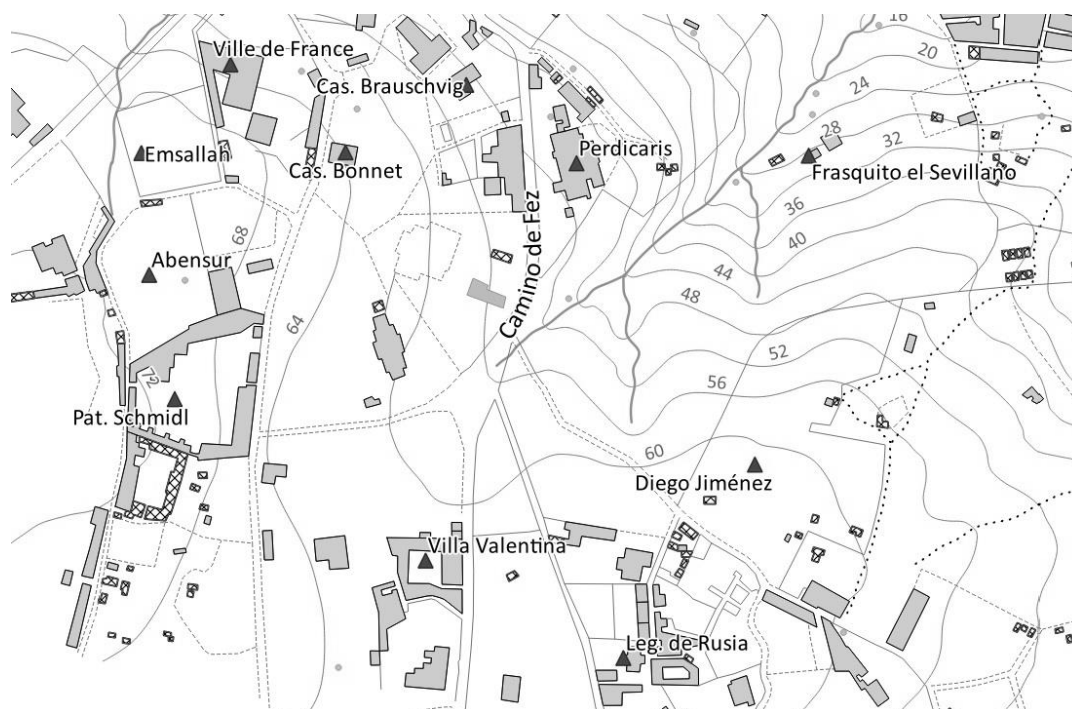 16
20
Ville de France
24
Cas. Brauschvig
28
32
Emsallah
Cas. Bonnet
Perdicaris
Frasquito el Sevillano
36
68
40
Abensur
44
Camino de Fez
48
64
52
72
56
Pat. Schmidl
60
Diego Jiménez
Villa Valentina
Leg. de Rusia